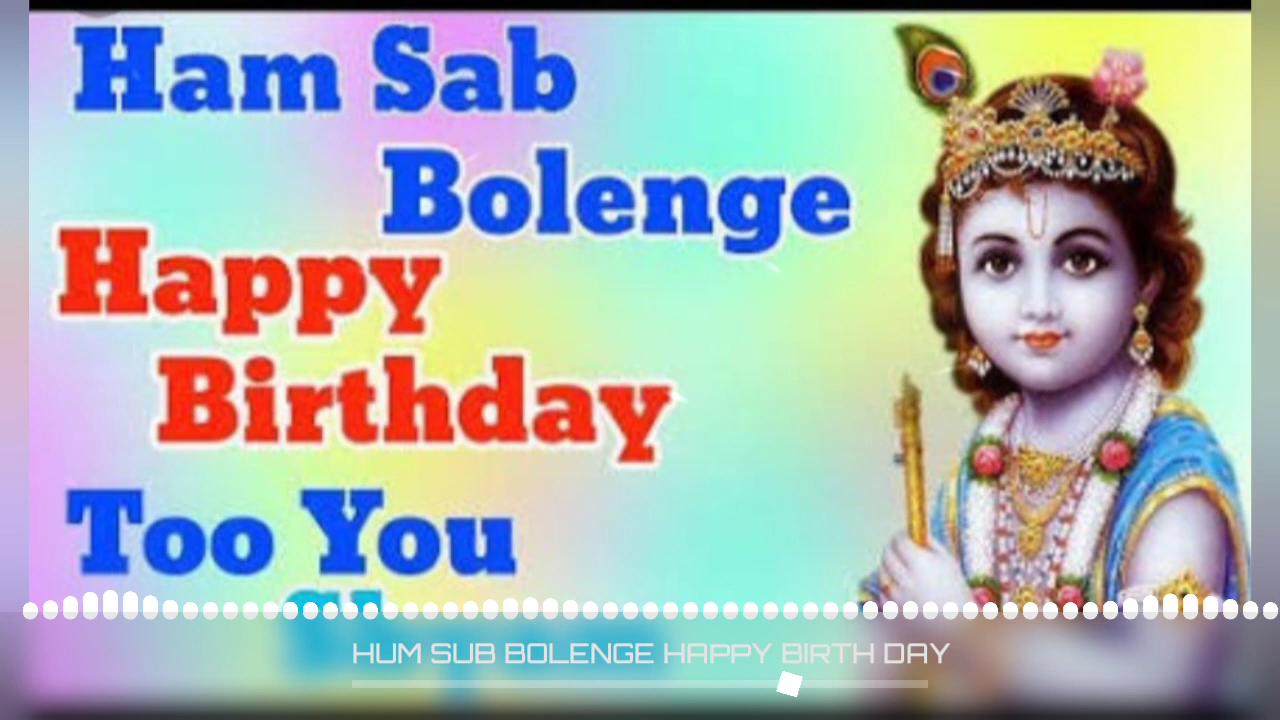 Ham Sab
Bolenge
Happy
Birthday
Too You
HUM SUB BOLENGE HAPPY BIRTH DAY